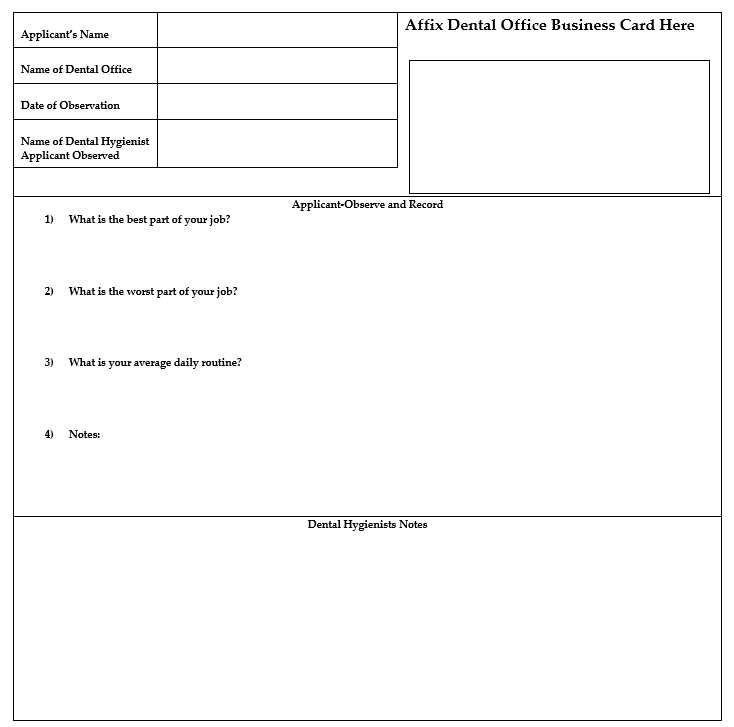 Applicant's Name
Name of Dental Office
Date of Observation
Name of Dental Hygienist
Applicant Observed
Affix Dental Office Business Card Here
Applicant-Observe and Record
1) What is the best part of your job?
2) What is the worst part of your job?
3) What is your average daily routine?
4) Notes:
Dental Hygienists Notes